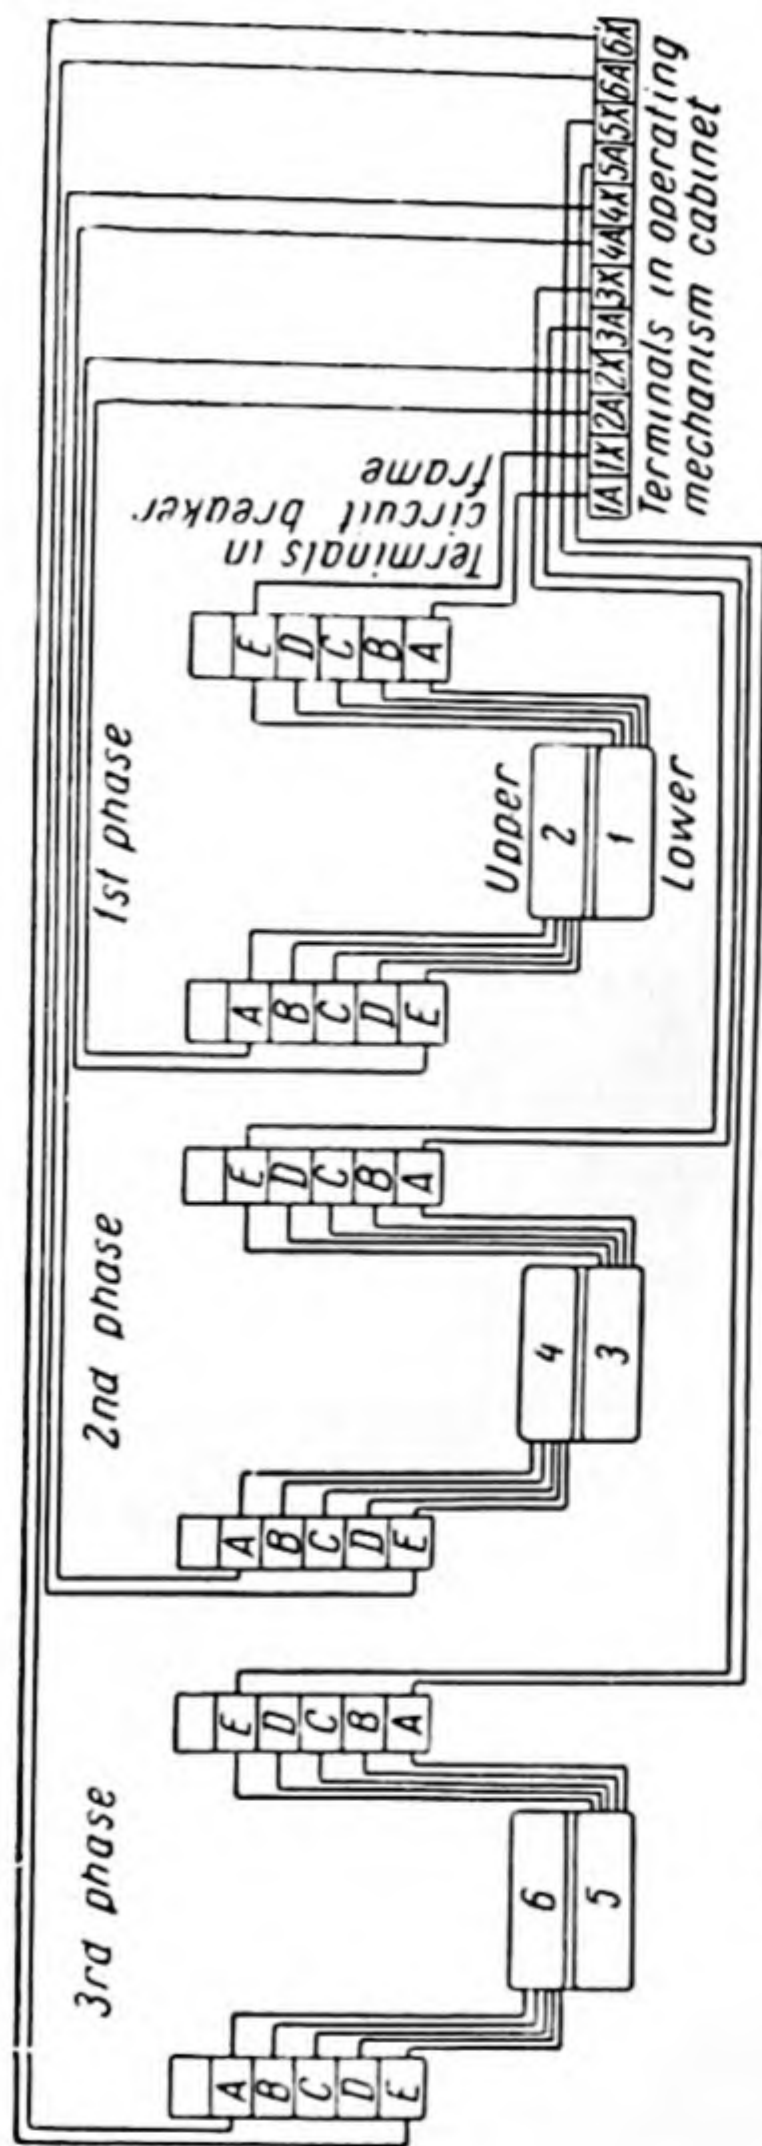 3rd phase
2nd phase
1st phase
Terminals in
circuit breaker
frame
A
B
C
D
E
6
5
E
D
C
B
A
A
B
C
D
E
4
3
E
D
C
B
A
A
B
C
D
E
Upper
2
1
Lower
E
D
C
B
A
1A 1X 2A 2X 3A 3X 4A 4X 5A 5X 6A 6X
Terminals in operating
mechanism cabinet